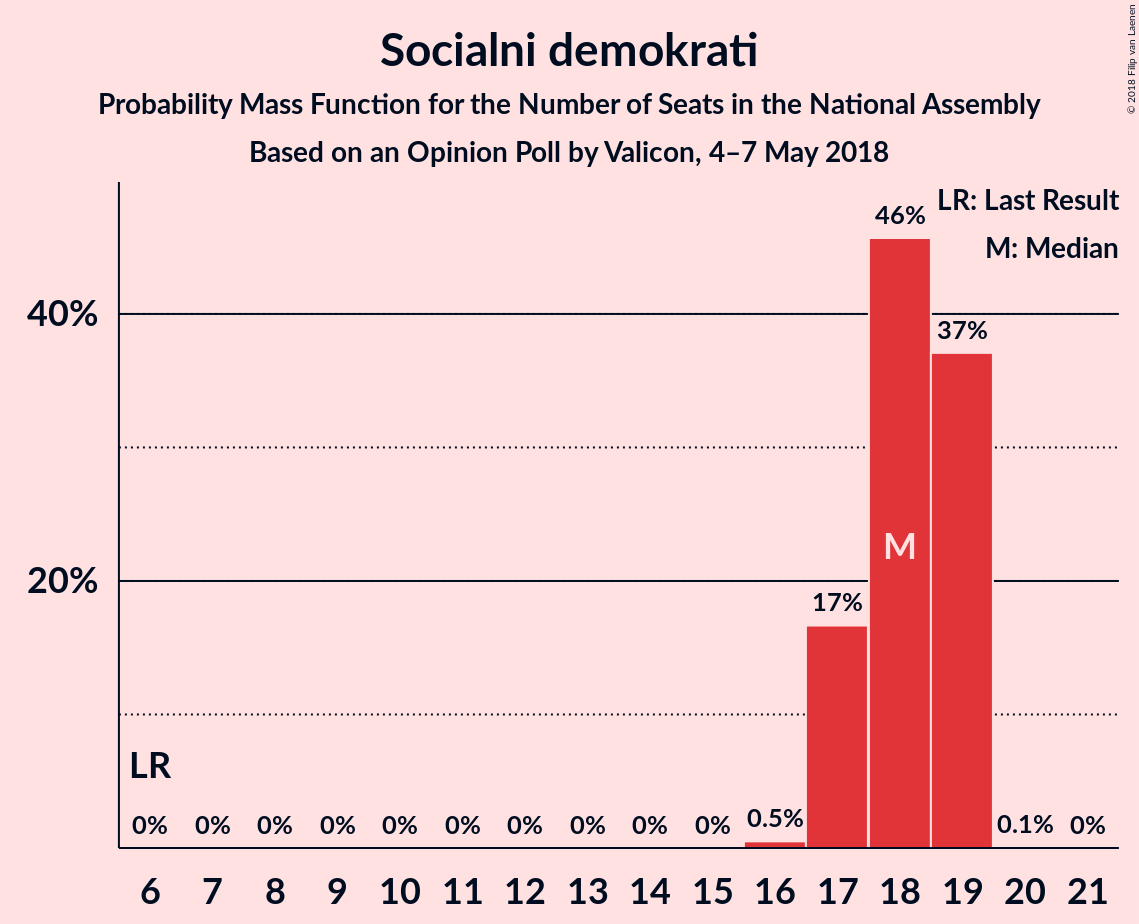 Socialni demokrati
Probability Mass Function for the Number of Seats in the National Assembly
Based on an Opinion Poll by Valicon, 4–7 May 2018
© 2018 Filip van Laenen
LR: Last Result
M: Median
46%
40%
37%
M
20%
17%
LR
0% 0% 0% 0% 0% 0% 0% 0% 0% 0% 0.5% 0.1% 0%
6 7 8 9 10 11 12 13 14 15 16 17 18 19 20 21